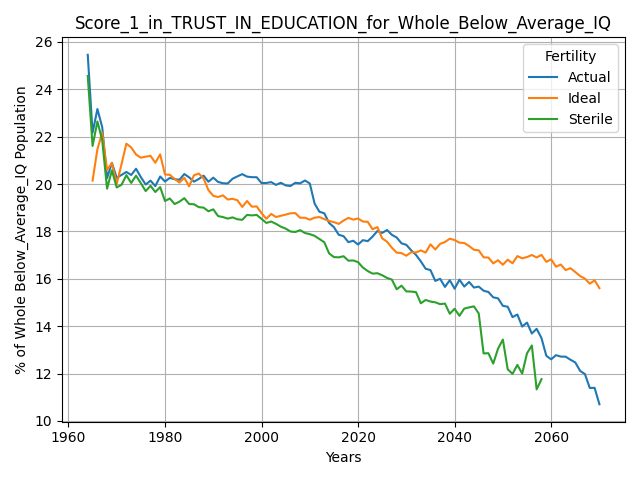 Score_1_in_TRUST_IN_EDUCATION_for_Whole_Below_Average_IQ
Fertility
Actual
Ideal
Sterile
% of Whole Below_Average_IQ Population
26
24
22
20
18
16
14
12
10
1960
1980
2000
2020
2040
2060
Years